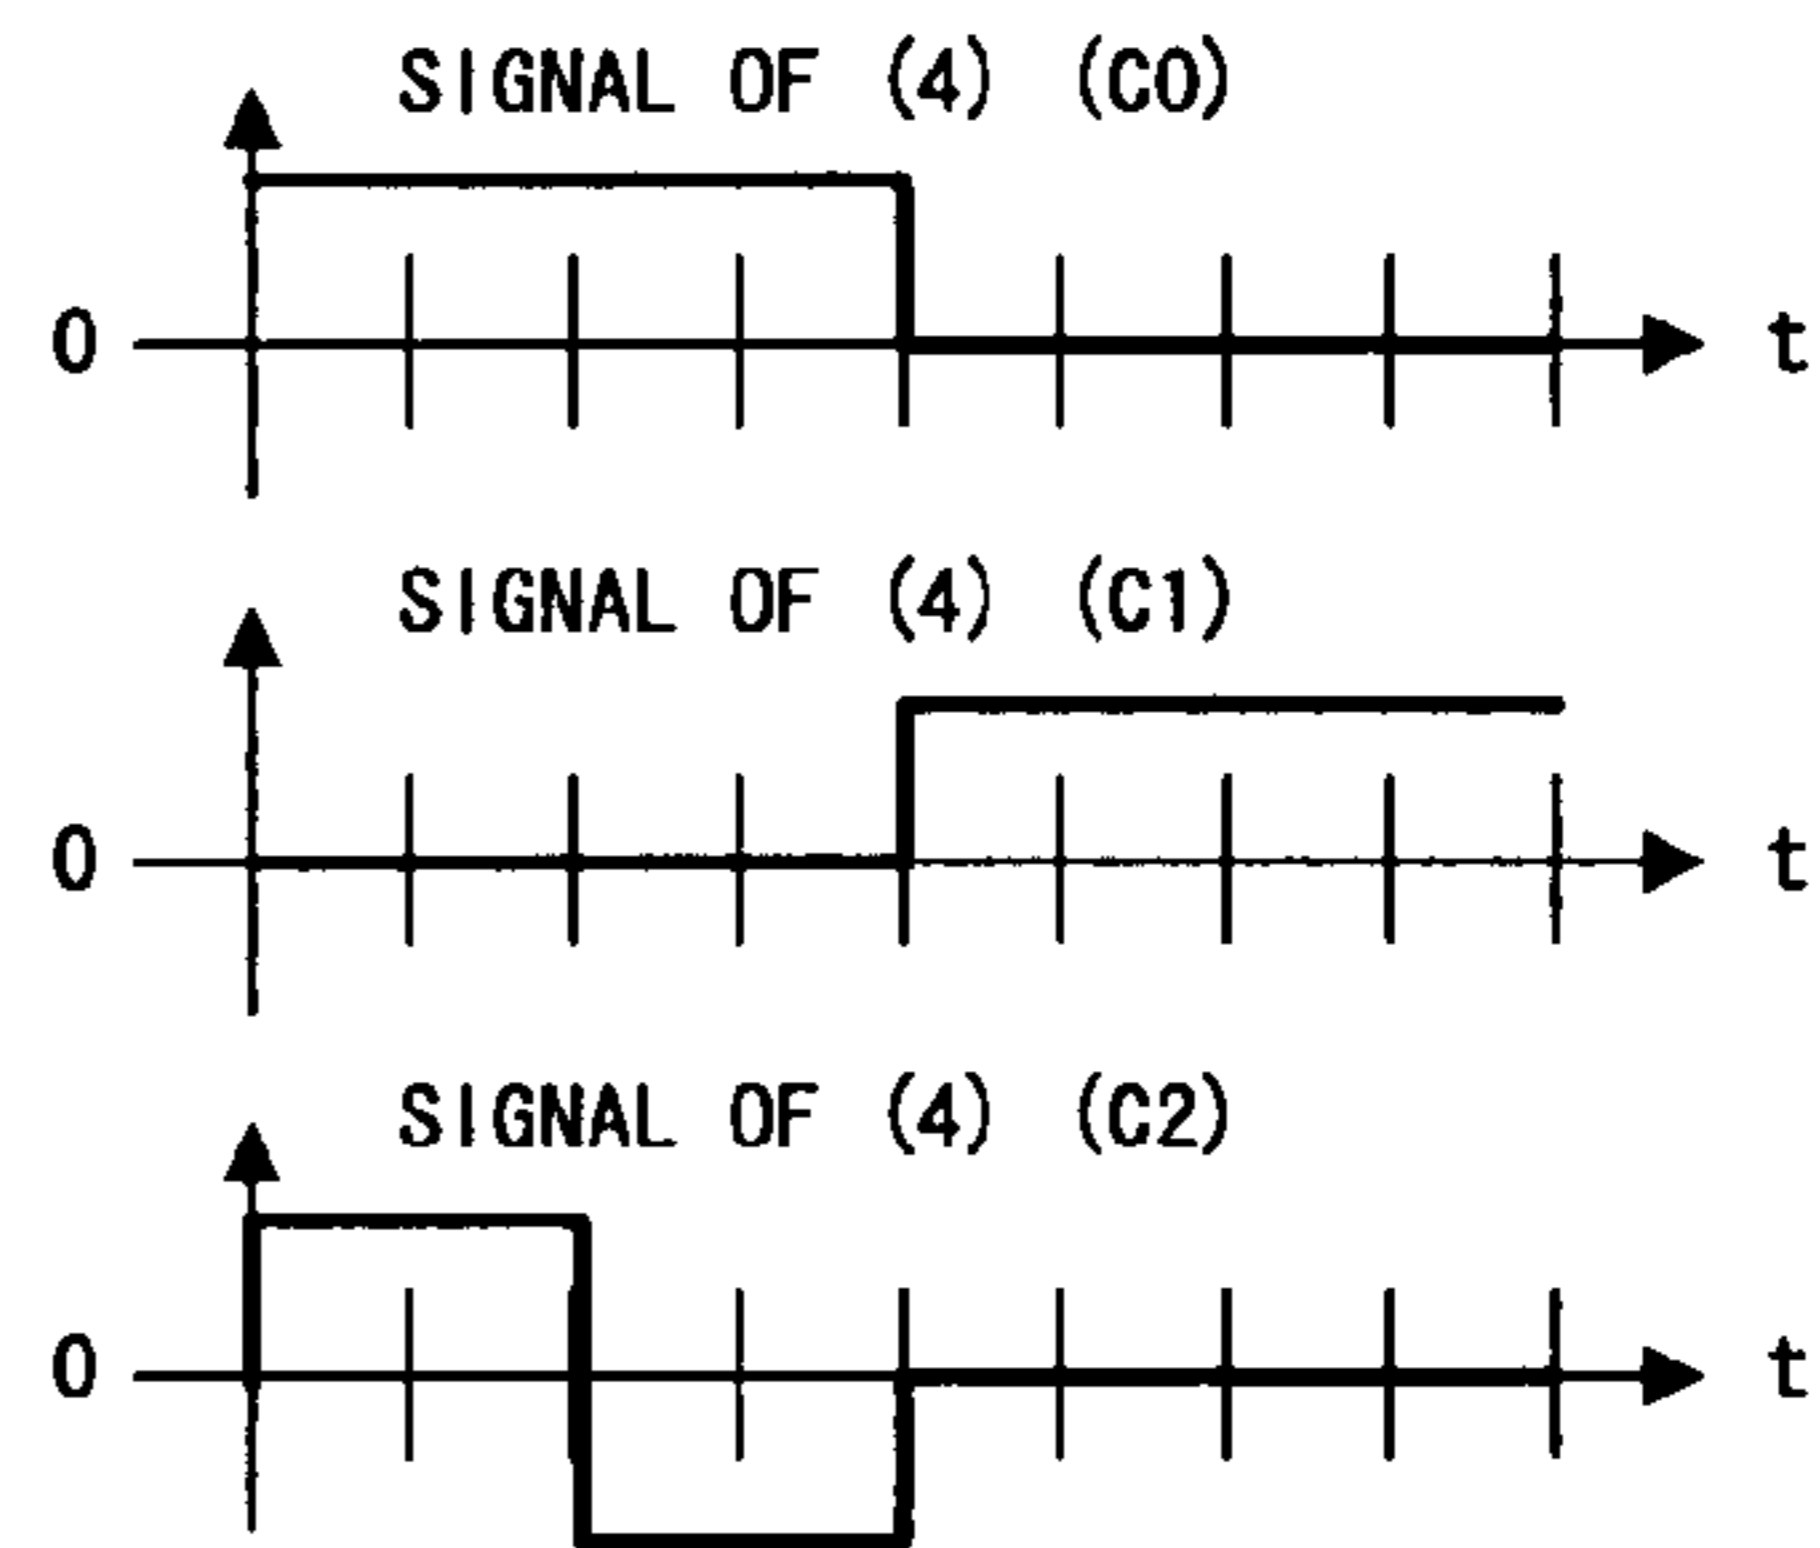 SIGNAL OF (4) (C0)
0 t
SIGNAL OF (4) (C1)
0 t
SIGNAL OF (4) (C2)
0 t